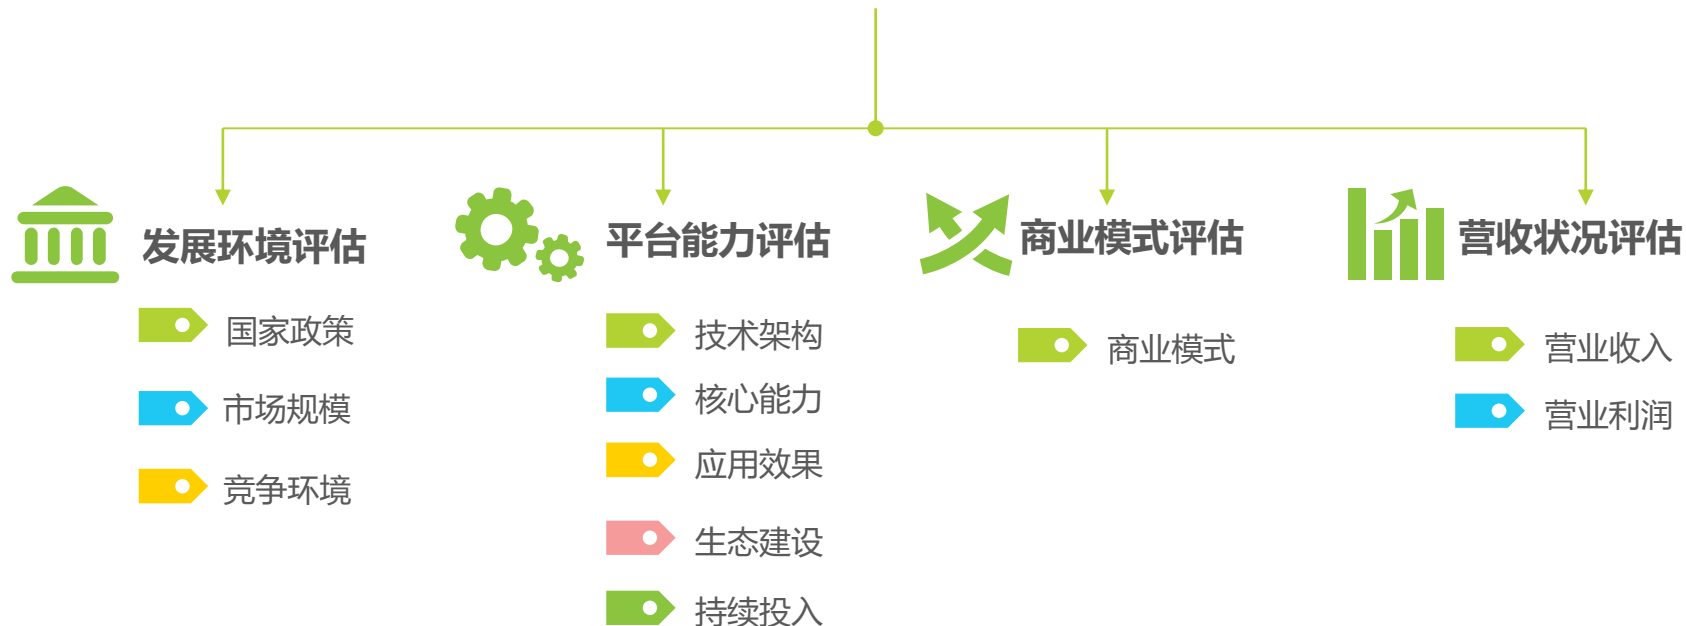 发展环境评估
国家政策
市场规模
竞争环境
平台能力评估
技术架构
核心能力
应用效果
生态建设
持续投入
商业模式评估
商业模式
营收状况评估
营业收入
营业利润